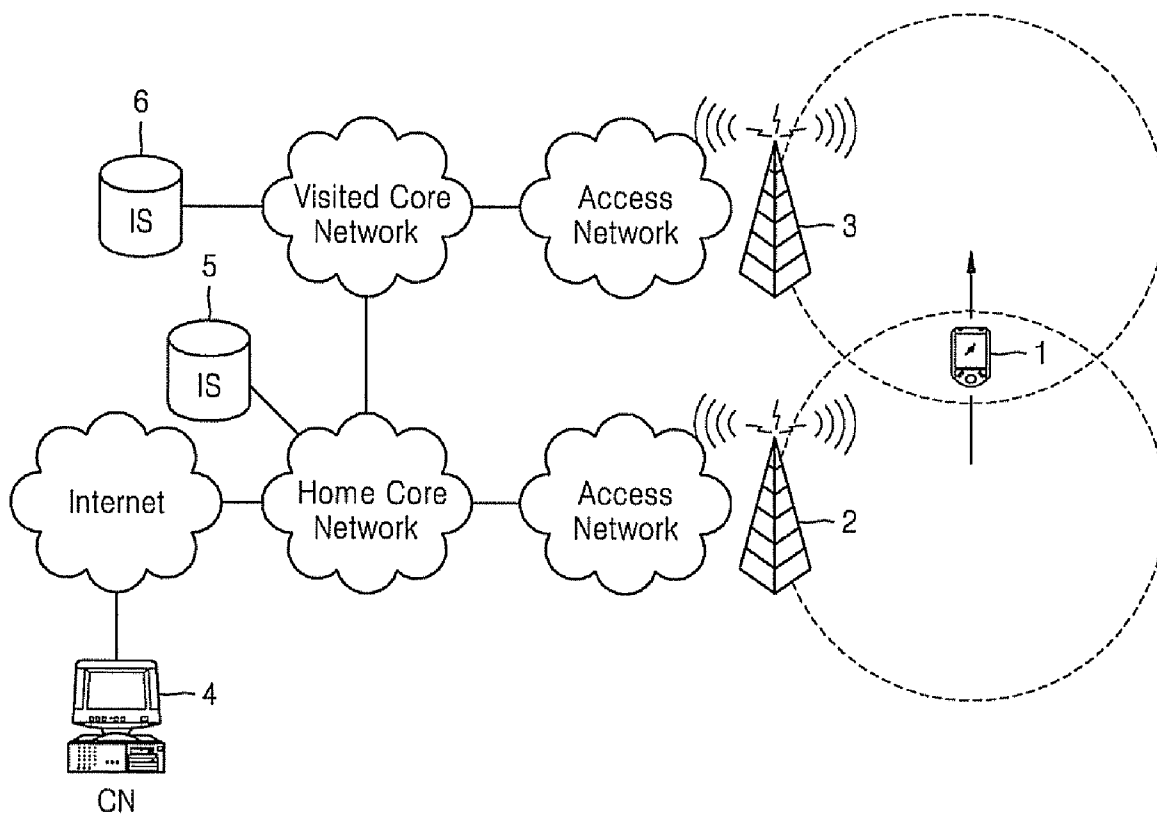 6
IS
Visited Core
Network
Access
Network
3
5
IS
1
Internet
Home Core
Network
Access
Network
2
4
CN